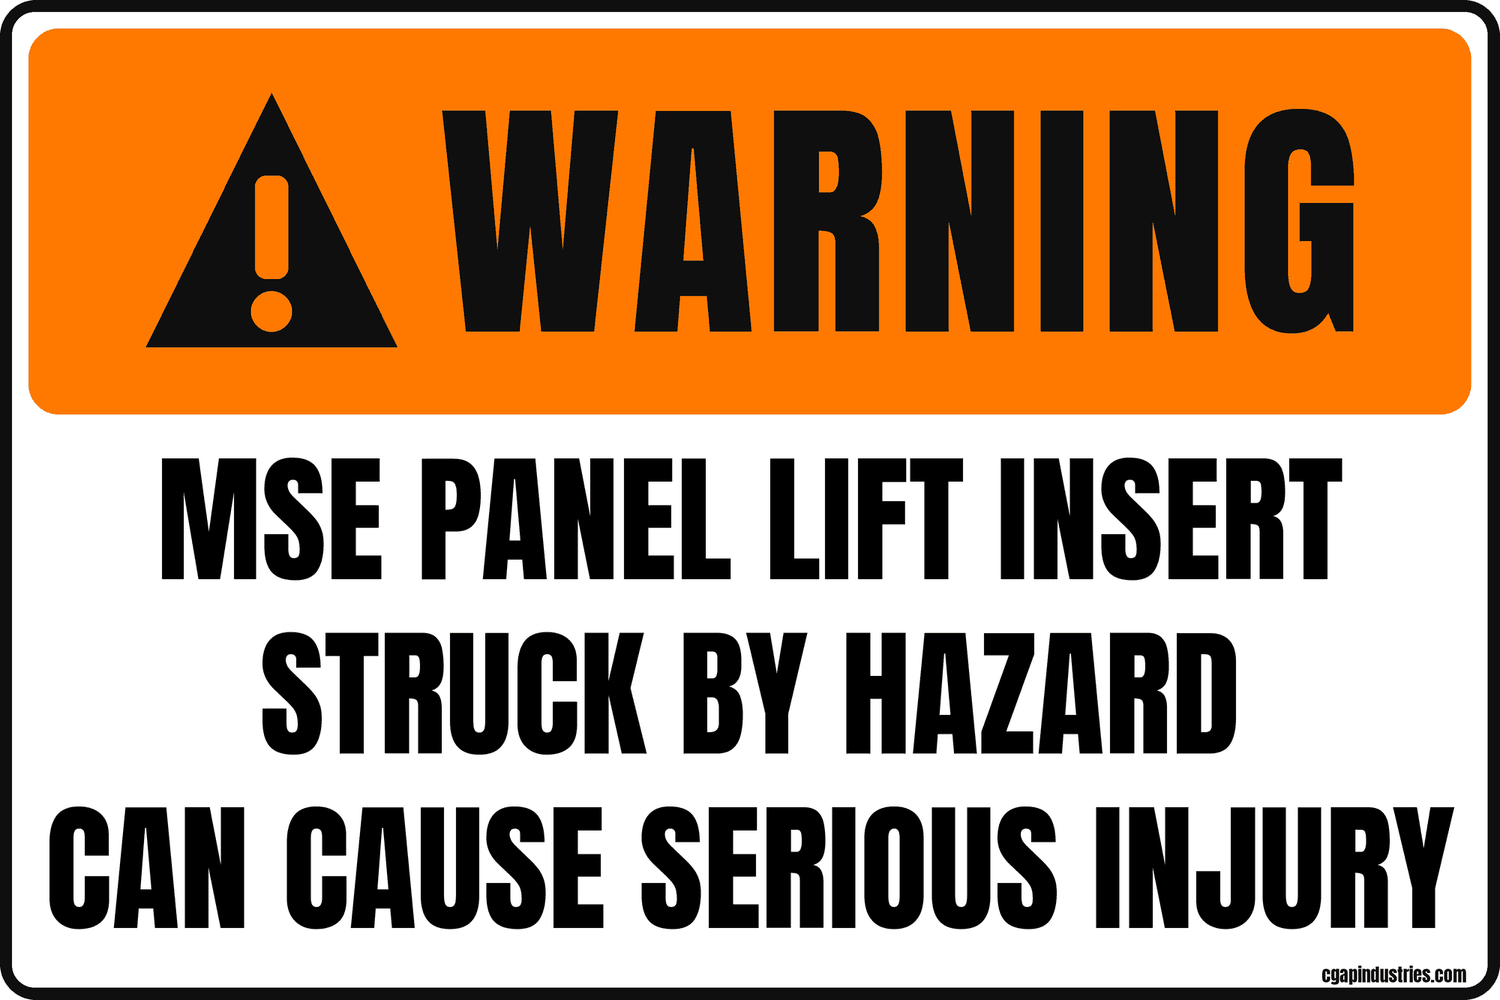 WARNING
MSE PANEL LIFT INSERT
STRUCK BY HAZARD
CAN CAUSE SERIOUS INJURY
cgapindustries.com